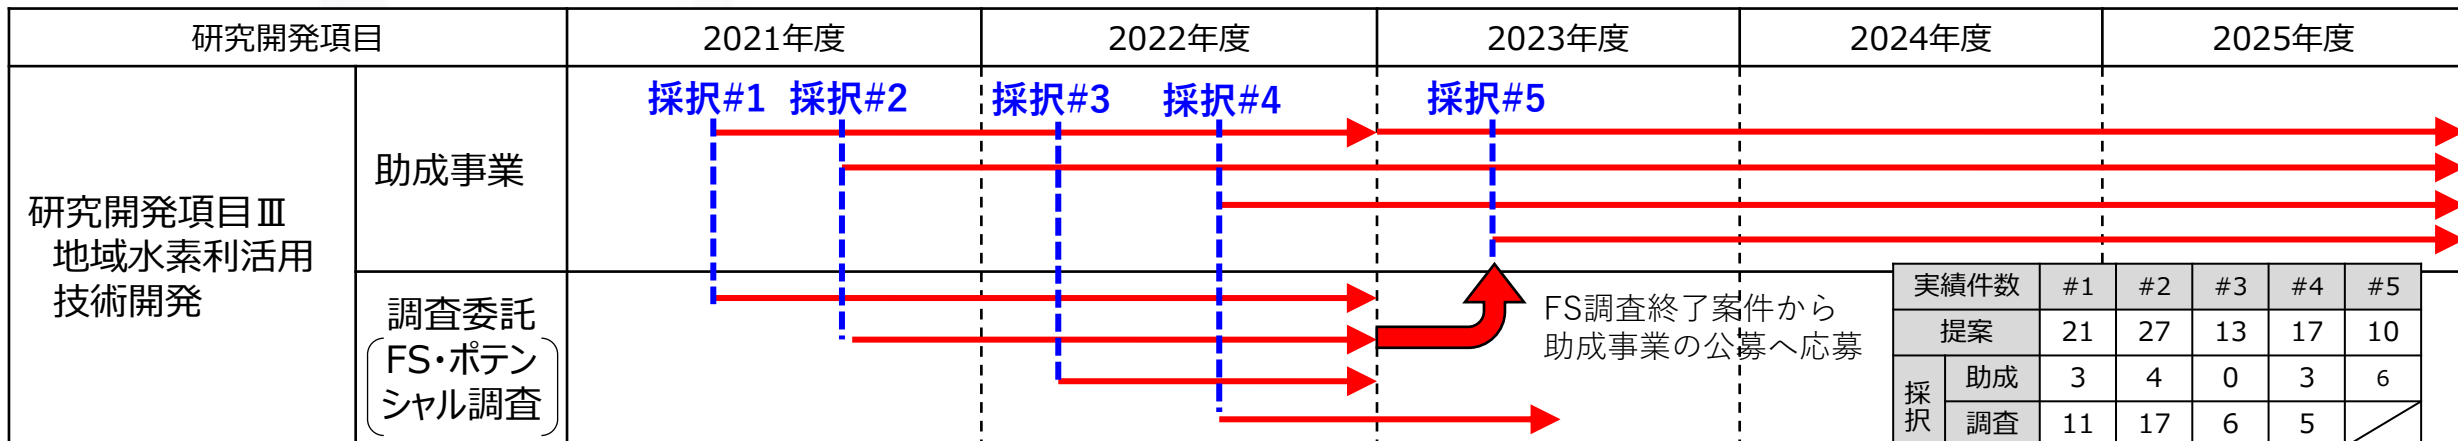 研究開発項目
2021年度
2022年度
2023年度
2024年度
2025年度
研究開発項目Ⅲ
地域水素利活用
技術開発
助成事業
採択#1
採択#2
採択#3
採択#4
採択#5
調査委託
FS・ポテン
シャル調査
FS調査終了案件から
助成事業の公募へ応募
実績件数 #1 #2 #3 #4 #5
提案 21 27 13 17 10
採択
助成 3 4 0 3 6
調査 11 17 6 5